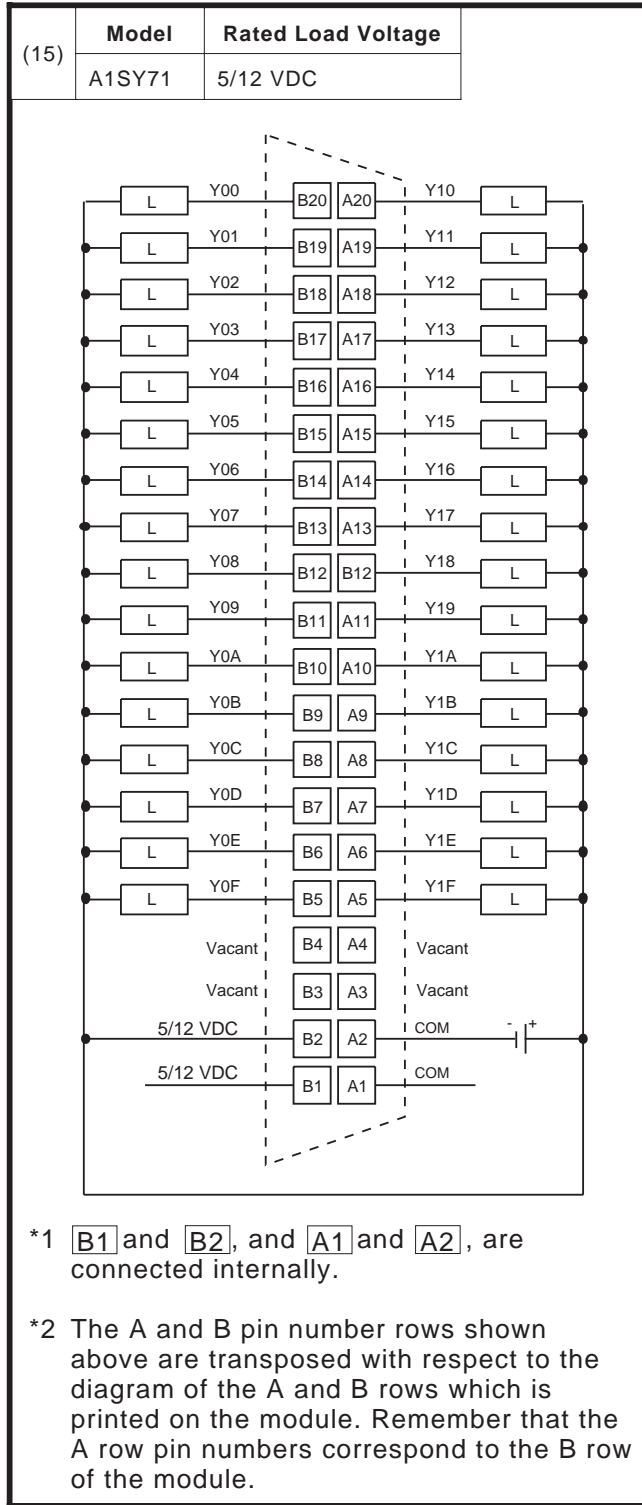 (15) Model Rated Load Voltage
A1SY71 5/12 VDC
L Y00 B20 A20 Y10 L
L Y01 B19 A19 Y11 L
L Y02 B18 A18 Y12 L
L Y03 B17 A17 Y13 L
L Y04 B16 A16 Y14 L
L Y05 B15 A15 Y15 L
L Y06 B14 A14 Y16 L
L Y07 B13 A13 Y17 L
L Y08 B12 B12 Y18 L
L Y09 B11 A11 Y19 L
L Y0A B10 A10 Y1A L
L Y0B B9 A9 Y1B L
L Y0C B8 A8 Y1C L
L Y0D B7 A7 Y1D L
L Y0E B6 A6 Y1E L
L Y0F B5 A5 Y1F L
Vacant B4 A4 Vacant
Vacant B3 A3 Vacant
5/12 VDC B2 A2 COM - +
5/12 VDC B1 A1 COM
*1 B1 and B2, and A1 and A2, are
connected internally.
*2 The A and B pin number rows shown
above are transposed with respect to the
diagram of the A and B rows which is
printed on the module. Remember that the
A row pin numbers correspond to the B row
of the module.